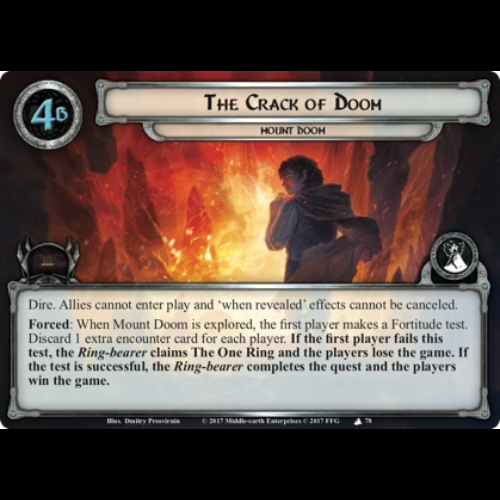 4B
THE CRACK OF DOOM
MOUNT DOOM
Dire. Allies cannot enter play and ‘when revealed’ effects cannot be canceled.
Forced: When Mount Doom is explored, the first player makes a Fortitude test.
Discard 1 extra encounter card for each player. If the first player fails this
test, the Ring-bearer claims The One Ring and the players lose the game. If
the test is successful, the Ring-bearer completes the quest and the players
win the game.
Illus. Dmitry Prosvirnin © 2017 Middle-earth Enterprises © 2017 FFG 78